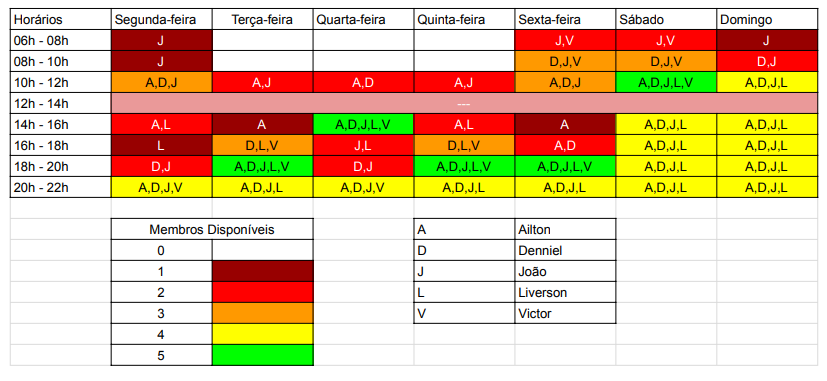 Horários Segunda-feira Terça-feira Quarta-feira Quinta-feira Sexta-feira Sábado Domingo
06h - 08h J J,V J,V J
08h - 10h J D,J,V D,J,V D,J
10h - 12h A,D,J A,J A,D A,J A,D,J A,D,J,L,V A,D,J,L
12h - 14h ---
14h - 16h A,L A A,D,J,L,V A,L A A,D,J,L A,D,J,L
16h - 18h L D,L,V J,L D,L,V A,D A,D,J,L A,D,J,L
18h - 20h D,J A,D,J,L,V D,J A,D,J,L,V A,D,J,L,V A,D,J,L A,D,J,L
20h - 22h A,D,J,V A,D,J,L A,D,J,V A,D,J,L A,D,J,L A,D,J,L A,D,J,L
Membros Disponíveis A Ailton
0 D Denniel
1 J João
2 L Liverson
3 V Victor
4
5